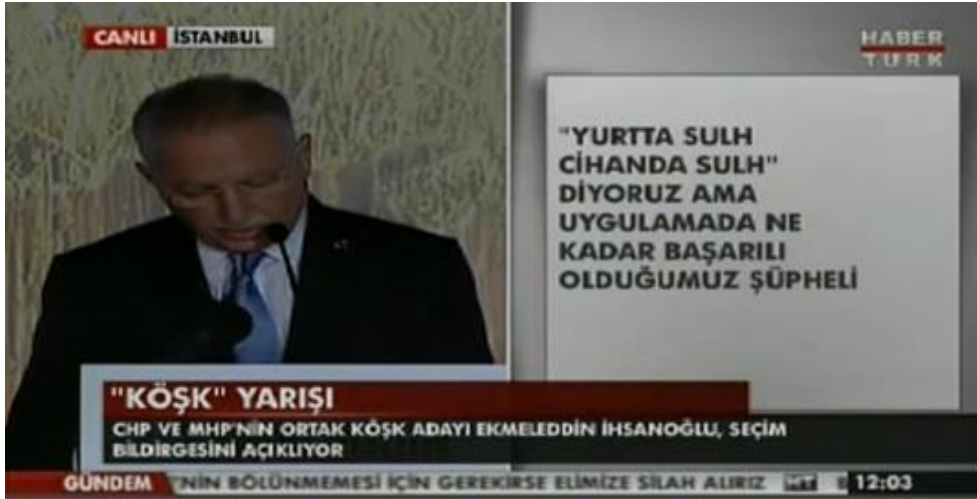 CANLI İSTANBUL
HABER
TURK
"YURTTA SULH
CİHANDA SULH"
DİYORUZ AMA
UYGULAMADA NE
KADAR BAŞARILI
OLDUĞUMUZ ŞÜPHELİ
"KÖŞK" YARIŞI
CHP VE MHP'NİN ORTAK KÖŞK ADAYI EKMELEDDİN İHSANOĞLU, SEÇİM
BİLDİRGESİNİ AÇIKLIYOR
GÜNDEM 'NİN BÖLÜNMEMESİ İÇİN GEREKİRSE ELİMİZE SİLAH ALIRIZ 12:03